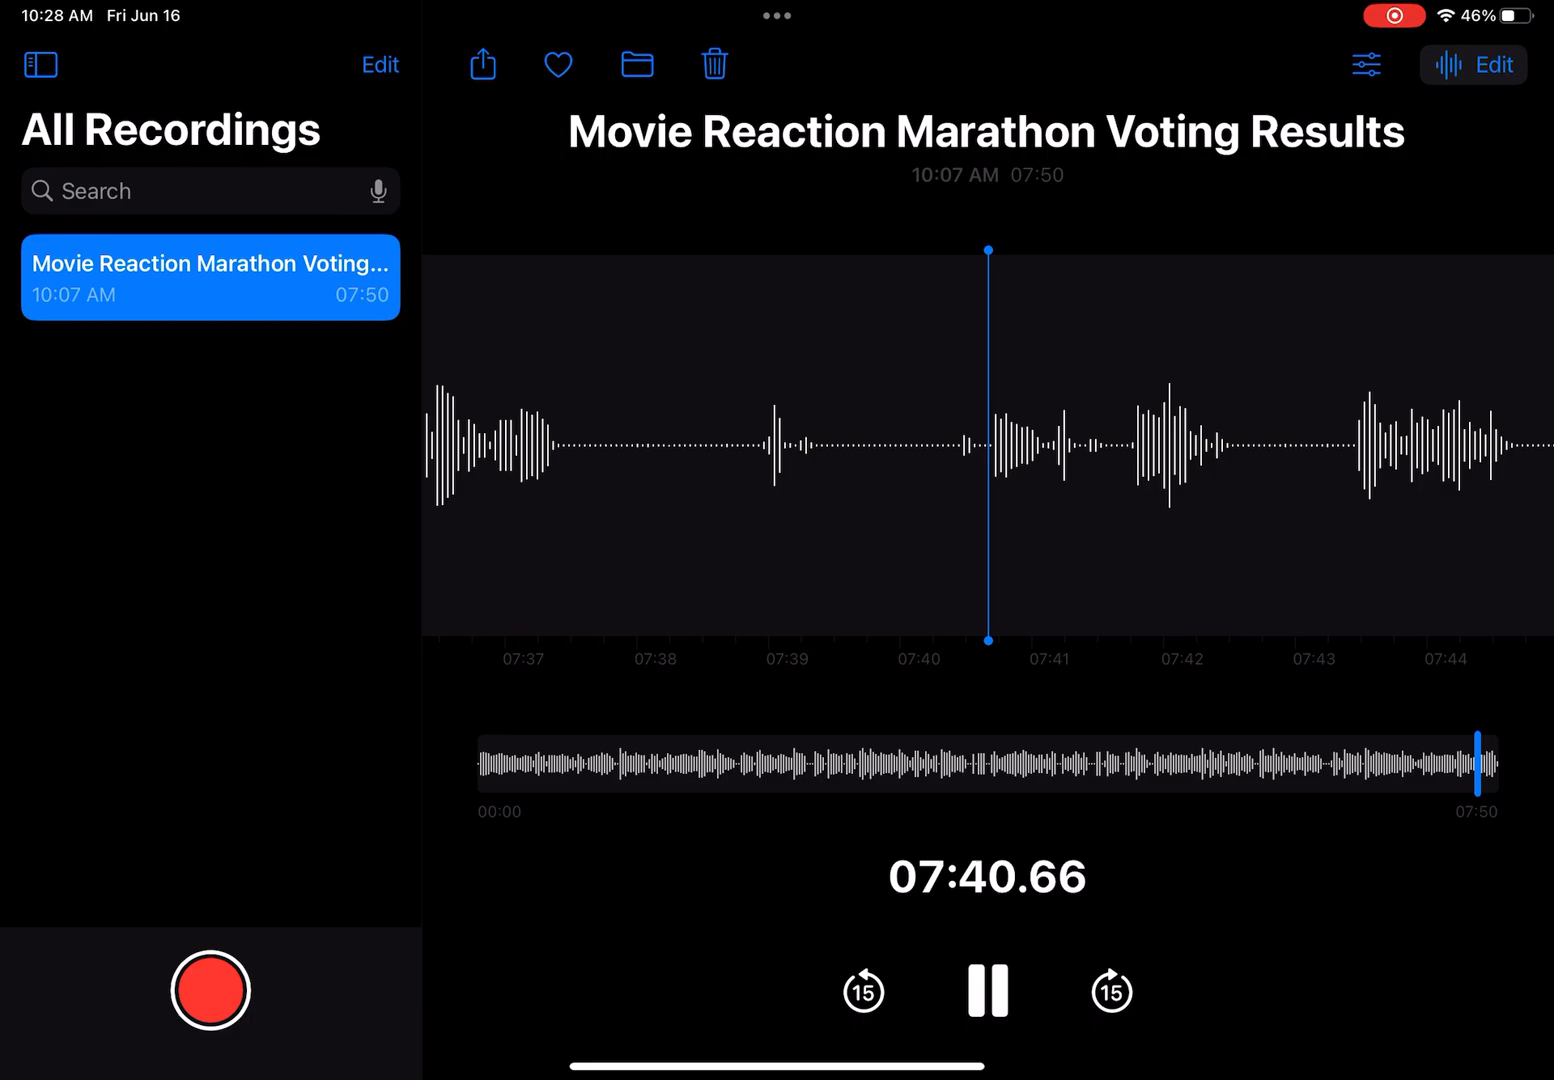 10:28 AM Fri Jun 16
46%
Edit
Edit
All Recordings
Search
Movie Reaction Marathon Voting...
10:07 AM 07:50
Movie Reaction Marathon Voting Results
10:07 AM 07:50
07:37 07:38 07:39 07:40 07:41 07:42 07:43 07:44
00:00 07:50
07:40.66
15 15